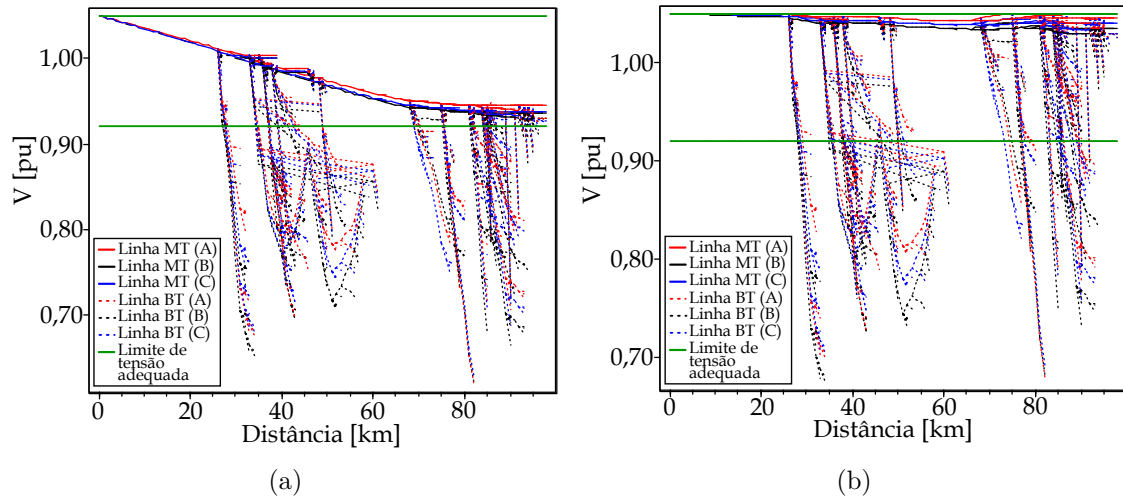 V [pu]
1,00
0,90
0,80
0,70
Linha MT (A)
Linha MT (B)
Linha MT (C)
Linha BT (A)
Linha BT (B)
Linha BT (C)
Limite de
tensão
adequada
0
20
40
60
80
Distância [km]
(a)
V [pu]
1,00
0,90
0,80
0,70
Linha MT (A)
Linha MT (B)
Linha MT (C)
Linha BT (A)
Linha BT (B)
Linha BT (C)
Limite de
tensão
adequada
0
20
40
60
80
Distância [km]
(b)